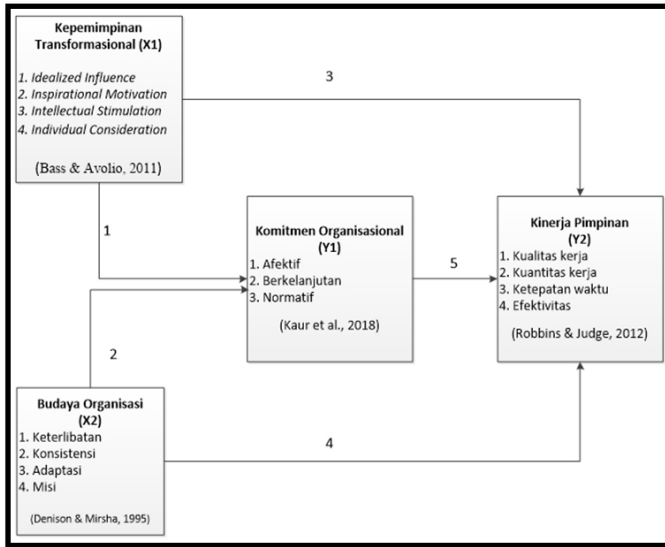 Kepemimpinan
Transformasional (X1)
1. Idealized Influence
2. Inspirational Motivation
3. Intellectual Stimulation
4. Individual Consideration
(Bass & Avolio, 2011)
3
1
Komitmen Organisasional
(Y1)
1. Afektif
2. Berkelanjutan
3. Normatif
(Kaur et al., 2018)
5
Kinerja Pimpinan
(Y2)
1. Kualitas kerja
2. Kuantitas kerja
3. Ketepatan waktu
4. Efektivitas
(Robbins & Judge, 2012)
2
Budaya Organisasi
(X2)
1. Keterlibatan
2. Konsistensi
3. Adaptasi
4. Misi
(Denison & Mirsha, 1995)
4